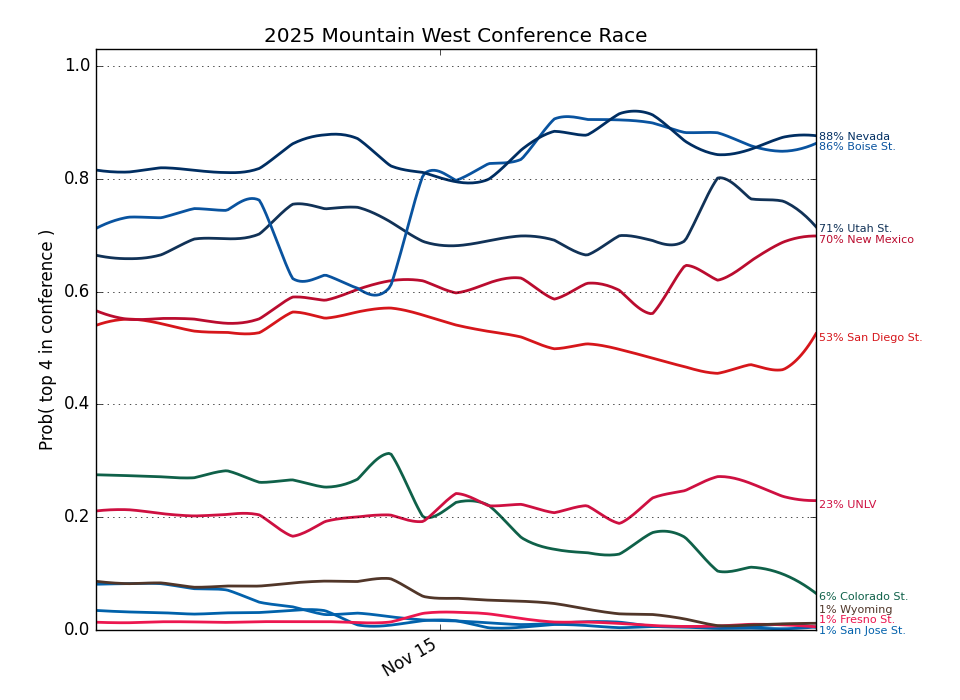 2025 Mountain West Conference Race
Prob( top 4 in conference )
1.0
0.8
0.6
0.4
0.2
0.0
Nov 15
88% Nevada
86% Boise St.
71% Utah St.
70% New Mexico
53% San Diego St.
23% UNLV
6% Colorado St.
1% Wyoming
1% Fresno St.
1% San Jose St.